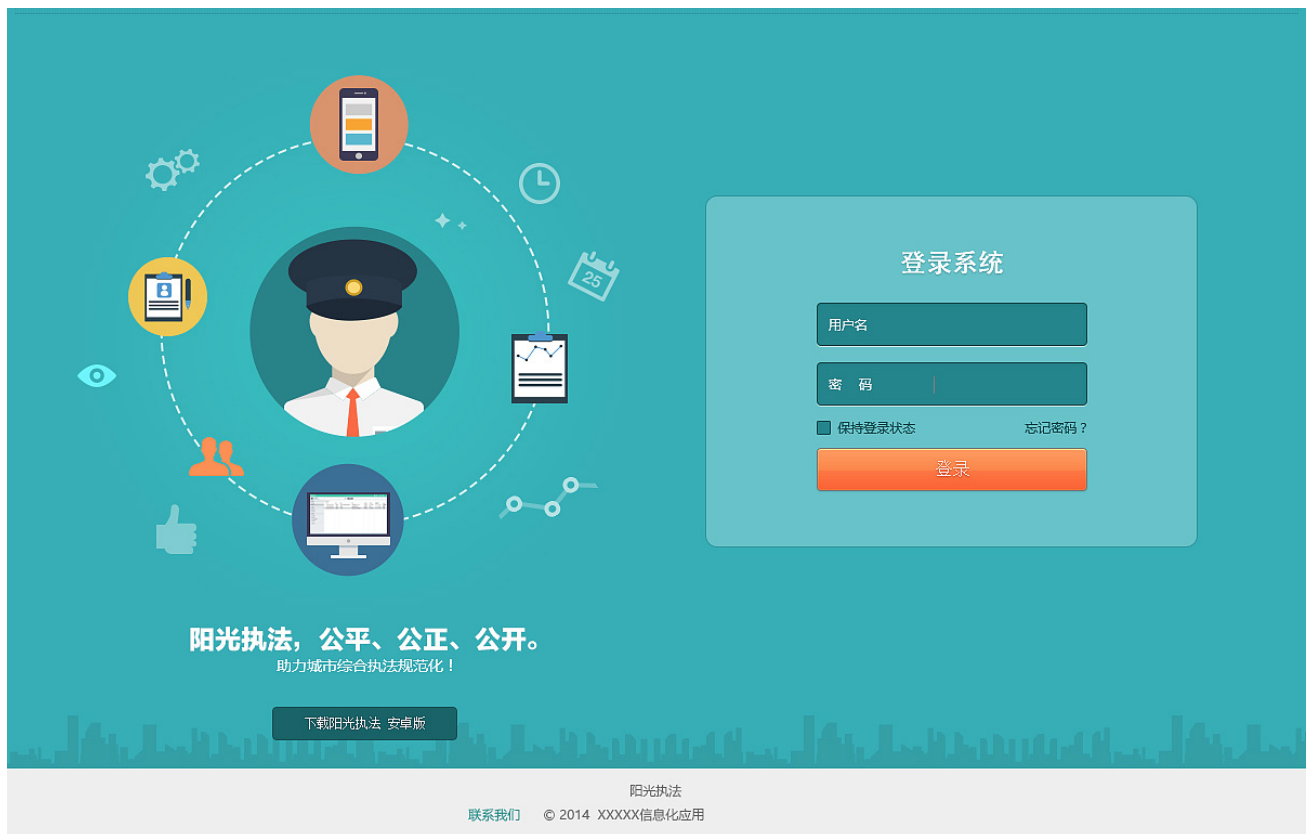 25
登录系统
用户名
密 码
保持登录状态 忘记密码？
登录
阳光执法，公平、公正、公开。
助力城市综合执法规范化！
下载阳光执法 安卓版
阳光执法
联系我们 © 2014 XXXXX信息化应用